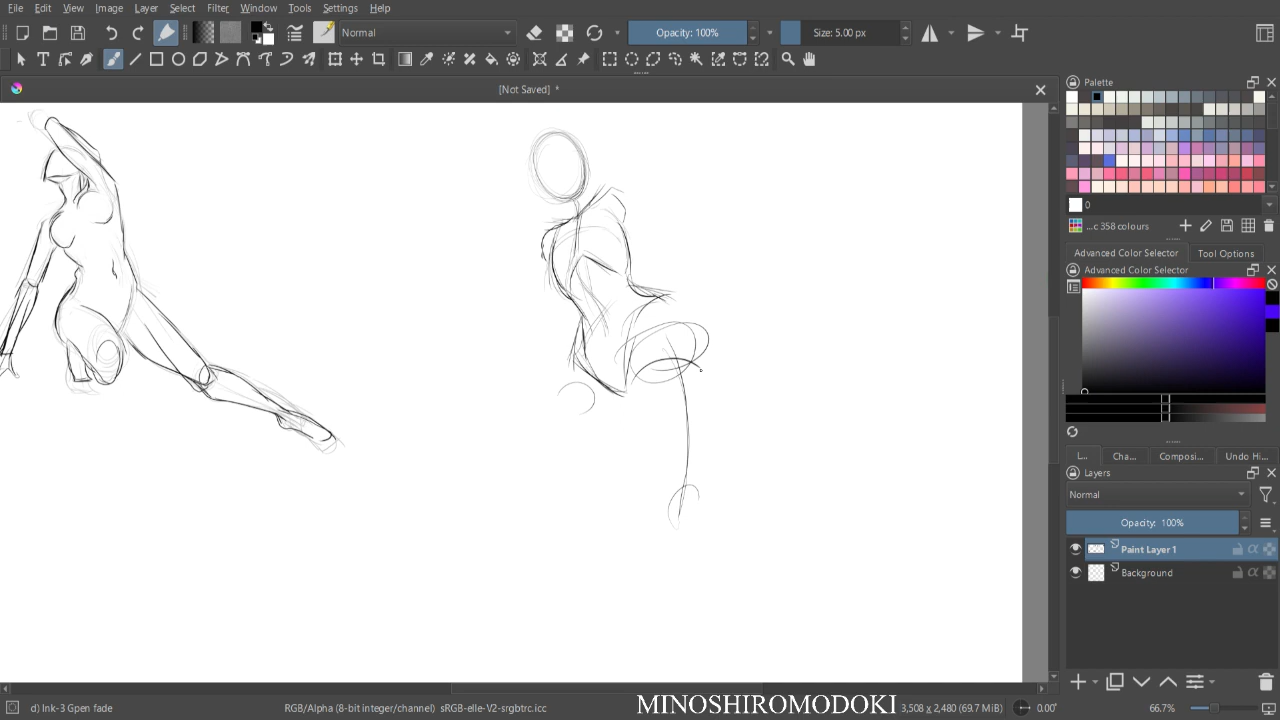 File Edit View Image Layer Select Filter Window Tools Settings Help
Normal Opacity: 100% Size: 5.00 px
[Not Saved] *
Palette
0
...c 358 colours
Advanced Color Selector Tool Options
Advanced Color Selector
L... Cha... Composi... Undo Hi...
Layers
Normal
Opacity: 100%
Paint Layer 1
Background
d) Ink-3 Gpen fade RGB/Alpha (8-bit integer/channel) sRGB-elle-V2-srgbtrc.icc MINOSHIROMODOKI 3,508 x 2,480 (69.7 MiB) 0.00° 66.7%